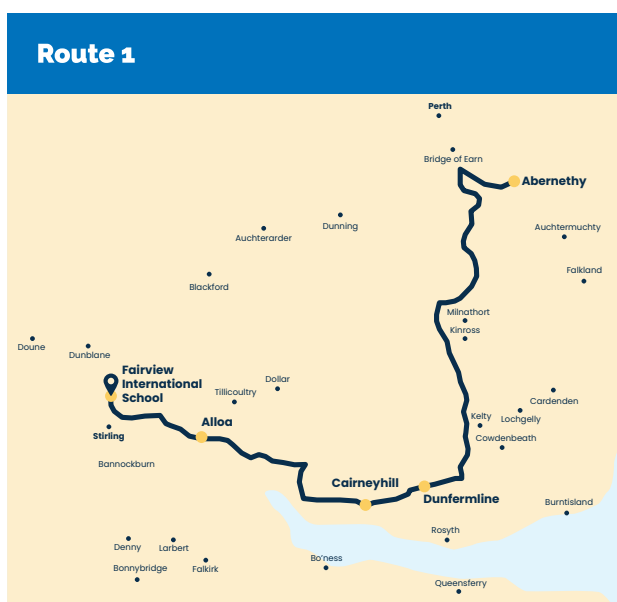 Route 1
Perth
Bridge of Earn
Abernethy
Dunning
Auchterarder
Auchtermuchty
Falkland
Blackford
Milnathort
Kinross
Doune
Dunblane
Fairview
International
School
Dollar
Tillicoultry
Cardenden
Kelty
Lochgelly
Alloa
Stirling
Cowdenbeath
Bannockburn
Cairneyhill
Dunfermline
Burntisland
Rosyth
Denny
Larbert
Bo'ness
Bonnybridge
Falkirk
Queensferry